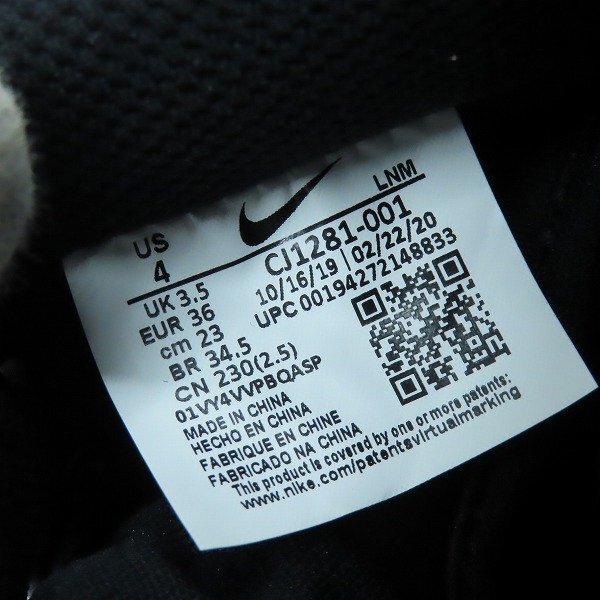 LNM
US
4
CJ1281-001
10/16/19 | 02/22/20
UPC 00194272148833
UK 3.5
EUR 36
cm 23
BR 34.5
CN 230(2.5)
01VY4VVPBQASP
MADE IN CHINA
HECHO EN CHINA
FABRIQUE EN CHINE
FABRICADO NA CHINA
This product is covered by one or more patents:
www.nike.com/patentsvirtualmarking